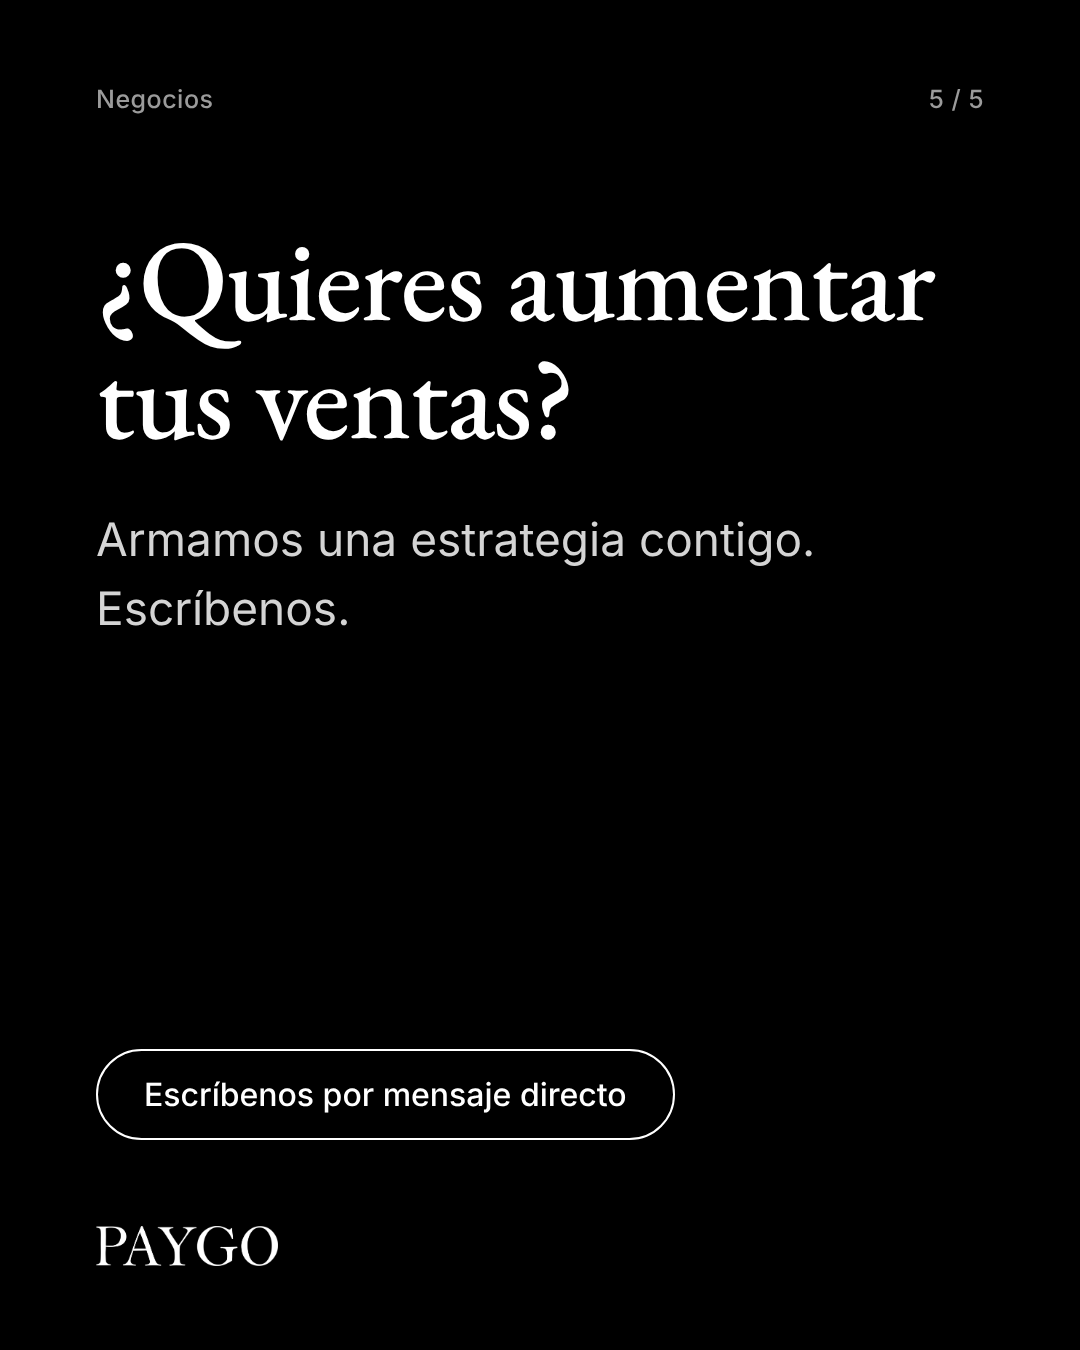 Negocios
5 / 5
¿Quieres aumentar
tus ventas?
Armamos una estrategia contigo.
Escríbenos.
Escríbenos por mensaje directo
PAYGO